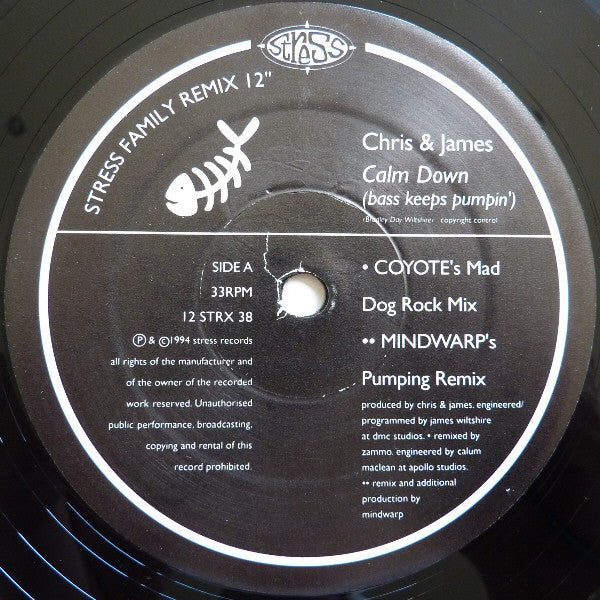 stress
STRESS FAMILY REMIX 12"
Chris & James
Calm Down
(bass keeps pumpin')
(Bradley Day Wiltshire) copyright control
SIDE A
33RPM
12 STRX 38
Ⓟ & ©1994 stress records
all rights of the manufacturer and
of the owner of the recorded
work reserved. Unauthorised
public performance, broadcasting,
copying and rental of this
record prohibited.
• COYOTE's Mad
Dog Rock Mix
•• MINDWARP's
Pumping Remix
produced by chris & james. engineered/
programmed by james wiltshire
at dmc studios. • remixed by
zammo. engineered by calum
maclean at apollo studios.
•• remix and additional
production by
mindwarp